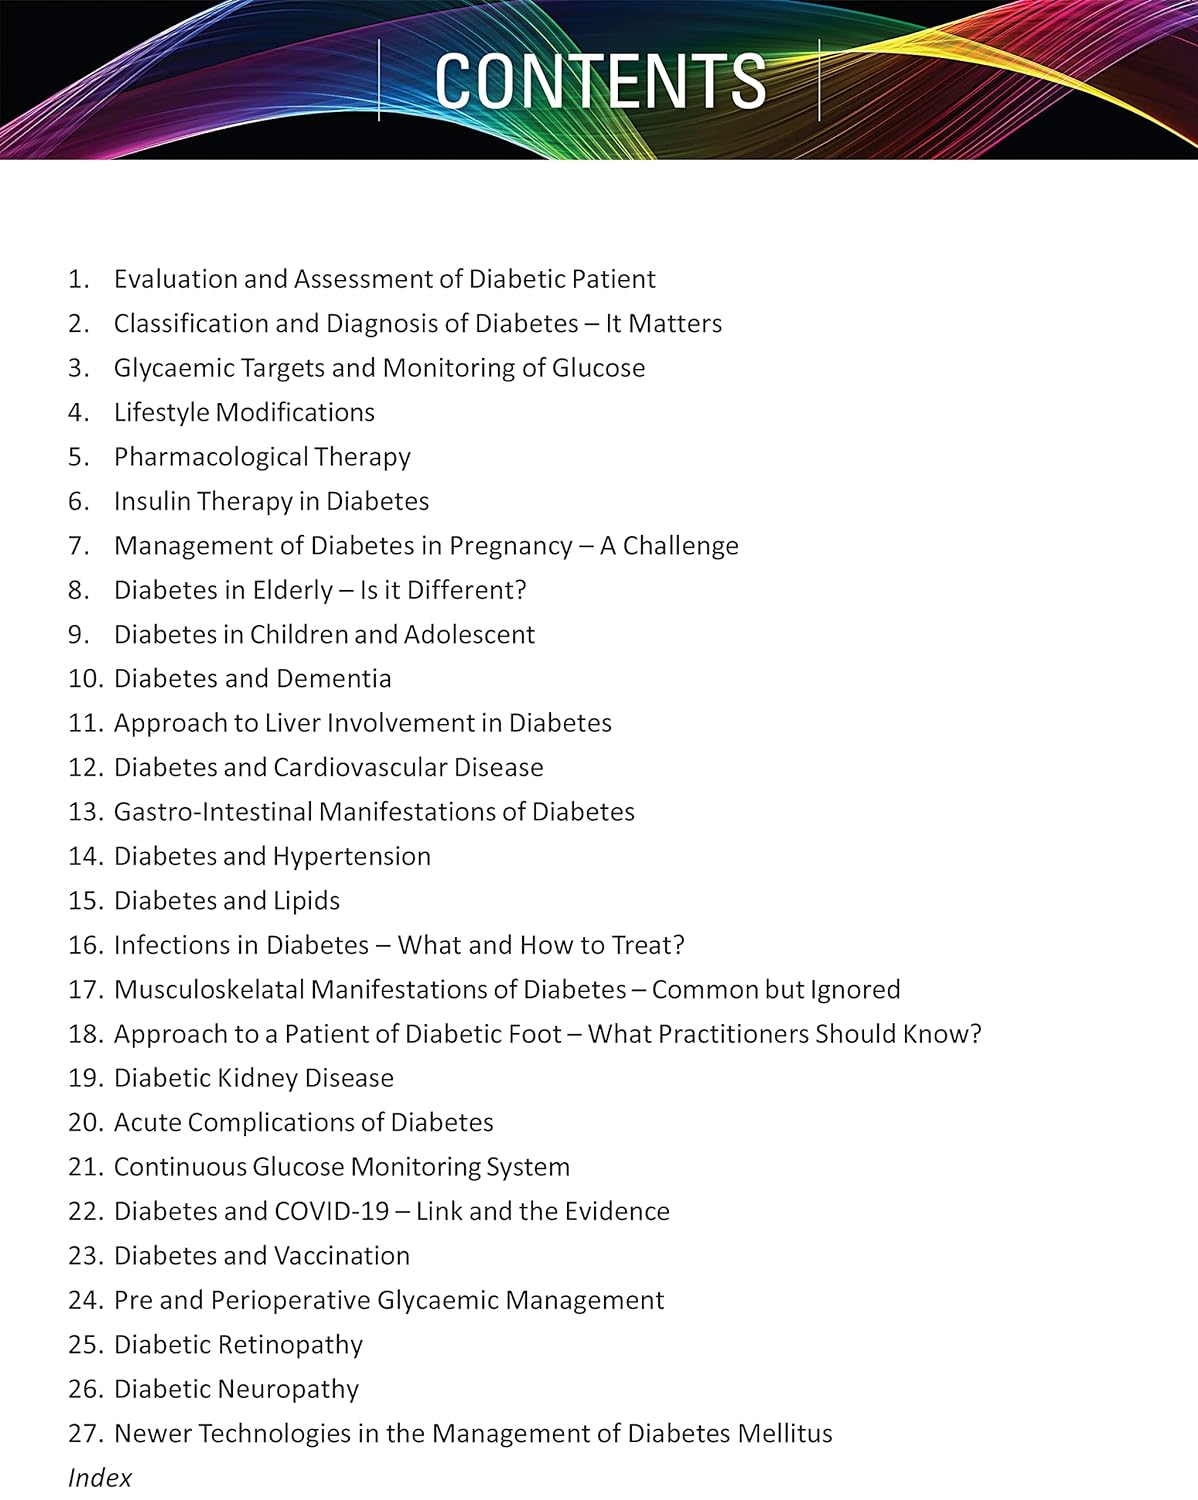 CONTENTS
1. Evaluation and Assessment of Diabetic Patient
2. Classification and Diagnosis of Diabetes – It Matters
3. Glycaemic Targets and Monitoring of Glucose
4. Lifestyle Modifications
5. Pharmacological Therapy
6. Insulin Therapy in Diabetes
7. Management of Diabetes in Pregnancy – A Challenge
8. Diabetes in Elderly – Is it Different?
9. Diabetes in Children and Adolescent
10. Diabetes and Dementia
11. Approach to Liver Involvement in Diabetes
12. Diabetes and Cardiovascular Disease
13. Gastro-Intestinal Manifestations of Diabetes
14. Diabetes and Hypertension
15. Diabetes and Lipids
16. Infections in Diabetes – What and How to Treat?
17. Musculoskelatal Manifestations of Diabetes – Common but Ignored
18. Approach to a Patient of Diabetic Foot – What Practitioners Should Know?
19. Diabetic Kidney Disease
20. Acute Complications of Diabetes
21. Continuous Glucose Monitoring System
22. Diabetes and COVID-19 – Link and the Evidence
23. Diabetes and Vaccination
24. Pre and Perioperative Glycaemic Management
25. Diabetic Retinopathy
26. Diabetic Neuropathy
27. Newer Technologies in the Management of Diabetes Mellitus
Index